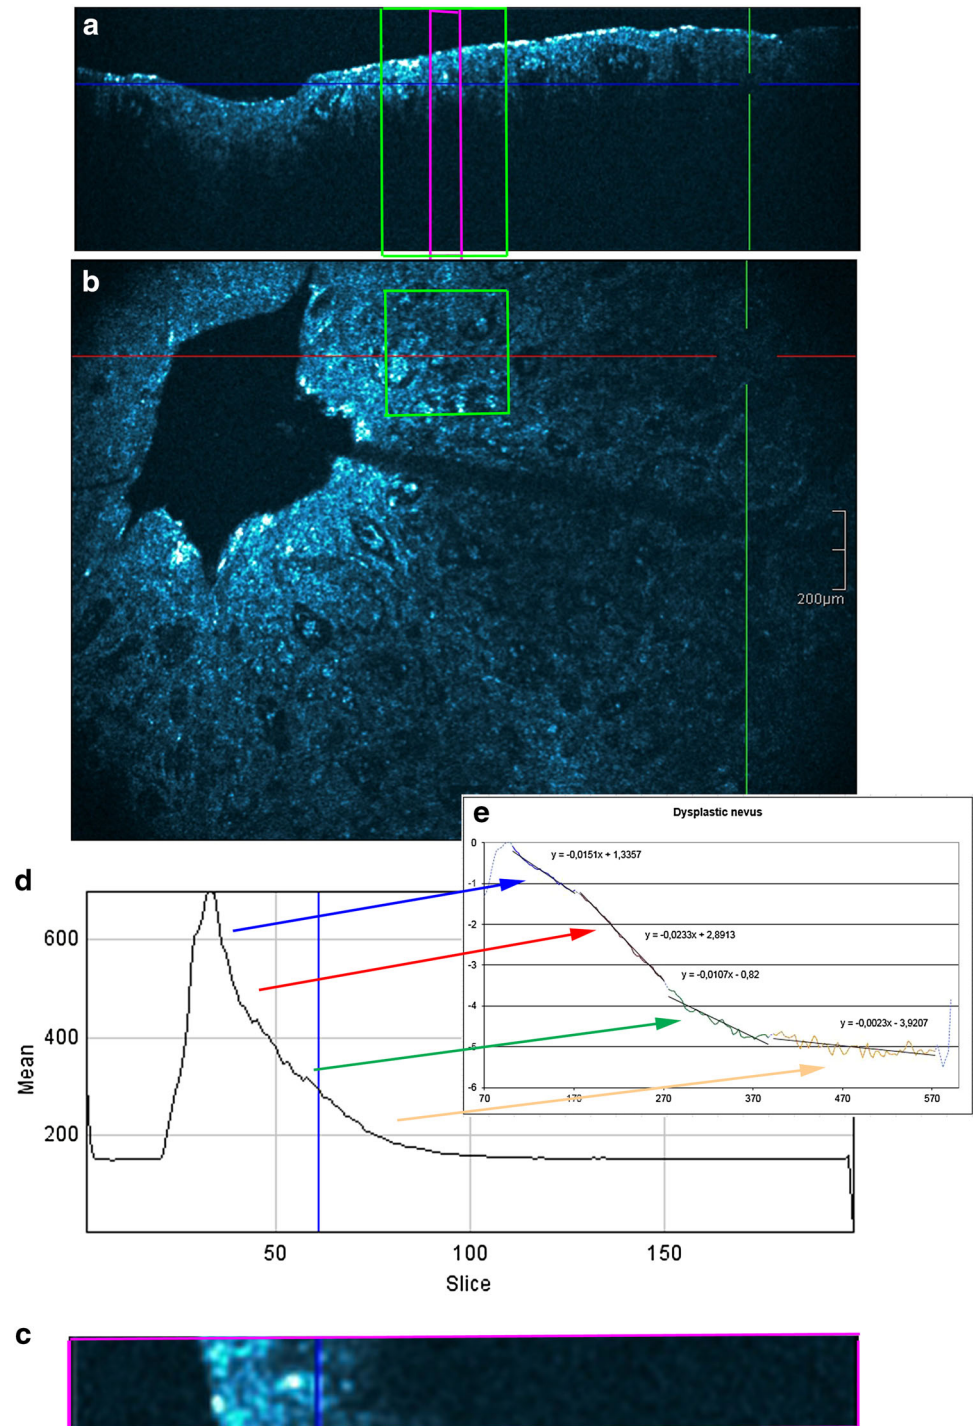 a
b
200µm
e
Dysplastic nevus
0
-1
-2
-3
-4
-5
-6
70
170
270
370
470
570
y = -0,0151x + 1,3357
y = -0,0233x + 2,8913
y = -0,0107x - 0,82
y = -0,0023x - 3,9207
d
600
400
200
Mean
50
100
150
Slice
c